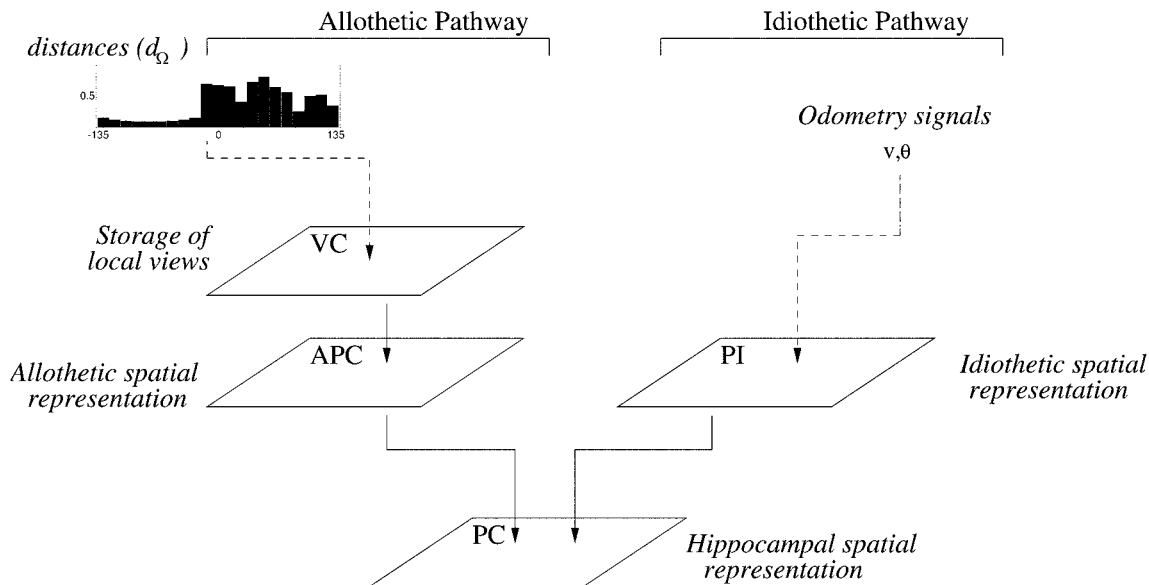 Allothetic Pathway
Idiothetic Pathway
distances (dΩ )
0.5
-135
0
135
Odometry signals
v,θ
Storage of
local views
VC
Allothetic spatial
representation
APC
PI
Idiothetic spatial
representation
PC
Hippocampal spatial
representation